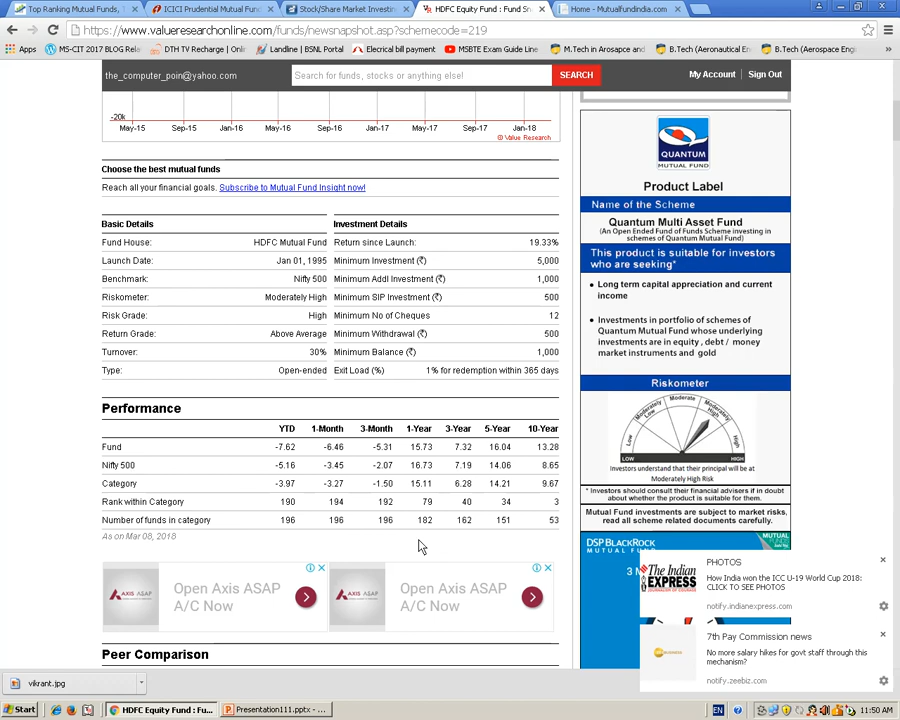 Top Ranking Mutual Funds,
ICICI Prudential Mutual Fund
Stock/Share Market Investing
HDFC Equity Fund : Fund Sn
Home - Mutualfundindia.com
https://www.valueresearchonline.com/funds/newsnapshot.asp?schemecode=219
Apps
MS-CIT 2017 BLOG Rela
DTH TV Recharge | Onli
Landline | BSNL Portal
Elecrical bill payment
MSBTE Exam Guide Line
M.Tech in Arosapce and
B.Tech (Aeronautical En
B.Tech (Aerospace Eng
the_computer_poin@yahoo.com
Search for funds, stocks or anything else!
SEARCH
My Account
Sign Out
-20k
May-15 Sep-15 Jan-16 May-16 Sep-16 Jan-17 May-17 Sep-17 Jan-18
© Value Research
Choose the best mutual funds
Reach all your financial goals. Subscribe to Mutual Fund Insight now!
Basic Details
Fund House: HDFC Mutual Fund
Launch Date: Jan 01, 1995
Benchmark: Nifty 500
Riskometer: Moderately High
Risk Grade: High
Return Grade: Above Average
Turnover: 30%
Type: Open-ended
Investment Details
Return since Launch: 19.33%
Minimum Investment (₹) 5,000
Minimum Addl Investment (₹) 1,000
Minimum SIP Investment (₹) 500
Minimum No of Cheques 12
Minimum Withdrawal (₹) 500
Minimum Balance (₹) 1,000
Exit Load (%) 1% for redemption within 365 days
Performance
YTD 1-Month 3-Month 1-Year 3-Year 5-Year 10-Year
Fund -7.62 -6.46 -5.31 15.73 7.32 16.04 13.28
Nifty 500 -5.16 -3.45 -2.07 16.73 7.19 14.06 8.65
Category -3.97 -3.27 -1.50 15.11 6.28 14.21 9.67
Rank within Category 190 194 192 79 40 34 3
Number of funds in category 196 196 196 182 162 151 53
As on Mar 08, 2018
AXIS ASAP
Open Axis ASAP
A/C Now
AXIS ASAP
Open Axis ASAP
A/C Now
Peer Comparison
QUANTUM
MUTUAL FUND
Product Label
Name of the Scheme
Quantum Multi Asset Fund
(An Open Ended Fund of Funds Scheme investing in
schemes of Quantum Mutual Fund)
This product is suitable for investors
who are seeking*
Long term capital appreciation and current
income
Investments in portfolio of schemes of
Quantum Mutual Fund whose underlying
investments are in equity , debt / money
market instruments and gold
Riskometer
Moderately Low
Moderate
Moderately High
Low
High
LOW
HIGH
Investors understand that their principal will be at
Moderately High Risk
* Investors should consult their financial advisers if in doubt
about whether the product is suitable for them.
Mutual Fund investments are subject to market risks,
read all scheme related documents carefully.
DSP BLACKROCK
MUTUAL FUND
MUTUAL FUNDS
3 M
The Indian
EXPRESS
JOURNALISM OF COURAGE
PHOTOS
How India won the ICC U-19 World Cup 2018:
CLICK TO SEE PHOTOS
notify.indianexpress.com
7th Pay Commission news
No more salary hikes for govt staff through this
mechanism?
notify.zeebiz.com
vikrant.jpg
Start
HDFC Equity Fund : Fu...
Presentation111.pptx - ...
EN
11:50 AM